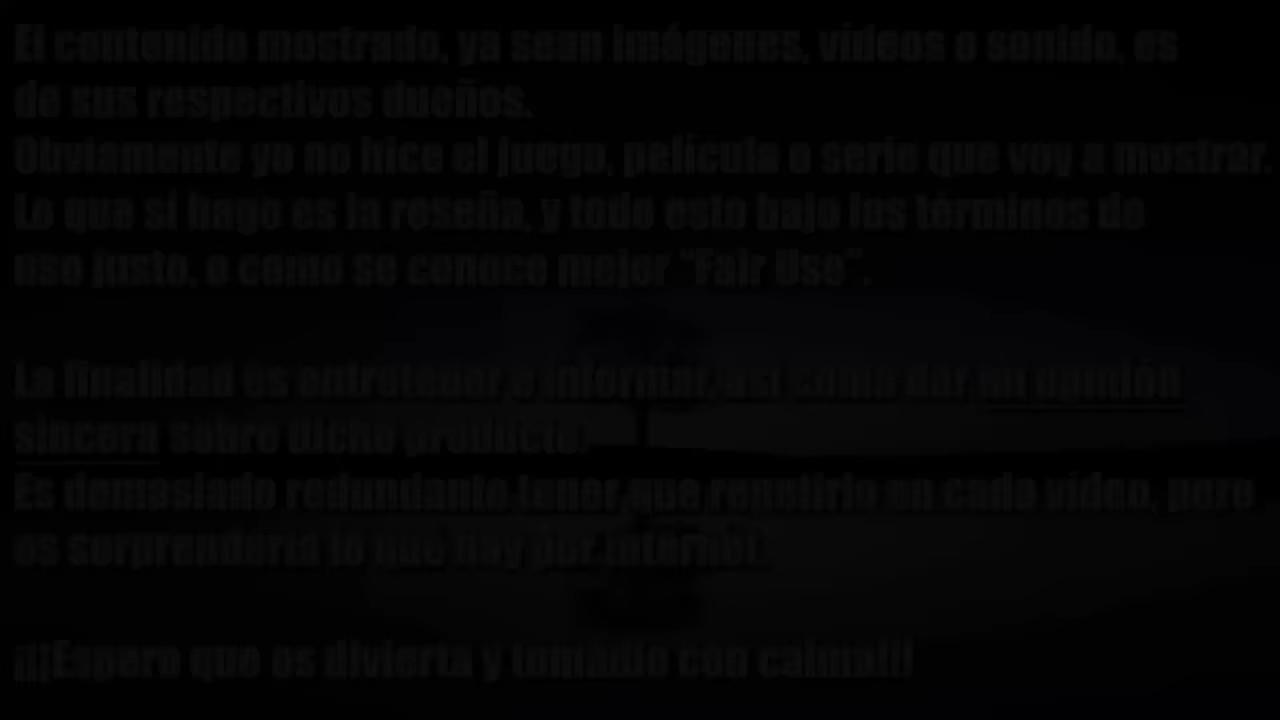 El contenido mostrado, ya sean imágenes, vídeos o sonido, es
de sus respectivos dueños.
Obviamente yo no hice el juego, película o serie que voy a mostrar.
Lo que sí hago es la reseña, y todo esto bajo los términos de
uso justo, o como se conoce mejor "Fair Use".
La finalidad es entretener e informar, así como dar un opinión
sincera sobre dicho producto.
Es demasiado redundante tener que repetirlo en cada vídeo, pero
os sorprendería lo que hay por internet.
¡¡¡Espero que os divierta y tomádlo con calma!!!